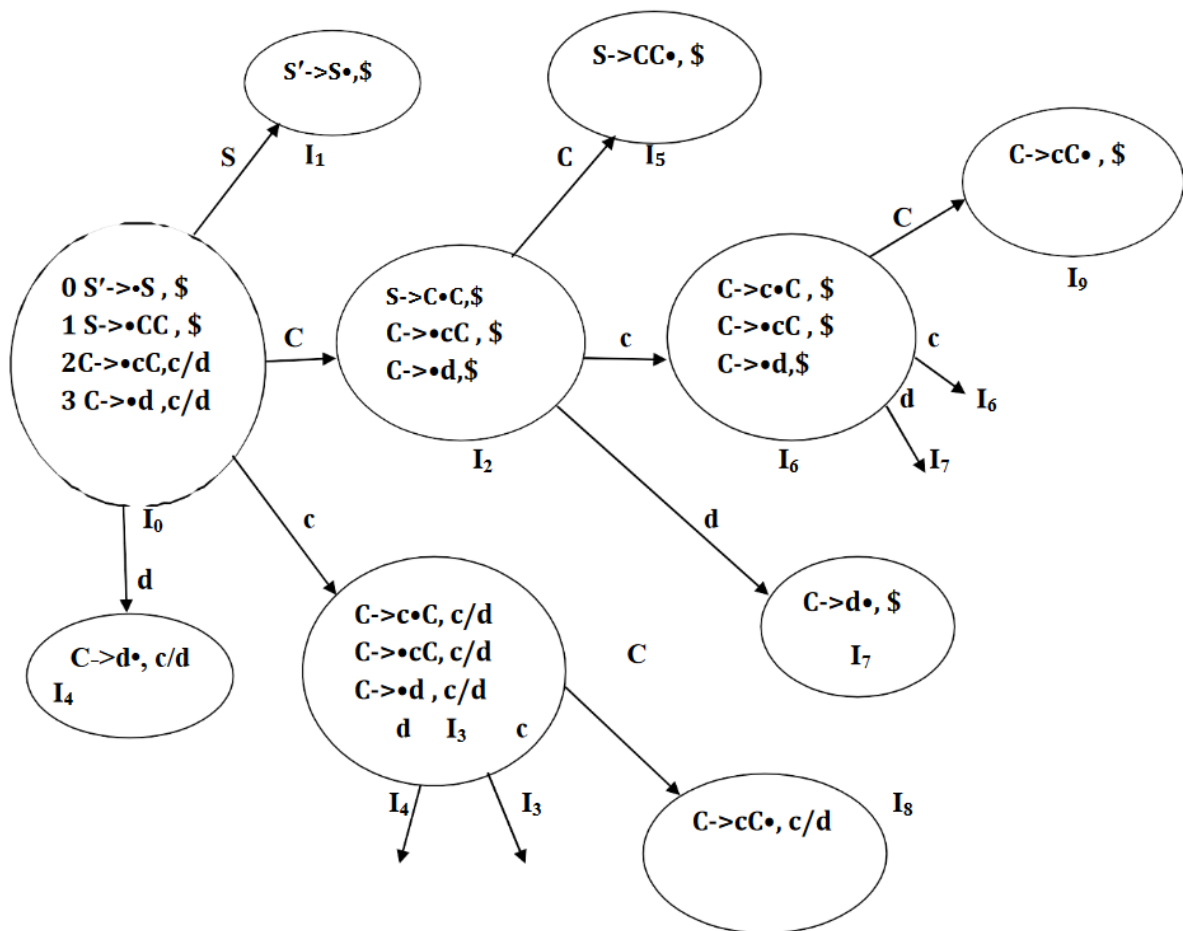 S′->S•,$
I₁
S
S->CC•, $
I₅
C
C->cC• , $
I₉
C
0 S′->•S , $
1 S->•CC , $
2C->•cC,c/d
3 C->•d ,c/d
I₀
C
S->C•C,$
C->•cC , $
C->•d,$
I₂
c
C->c•C , $
C->•cC , $
C->•d,$
I₆
c
I₆
d
I₇
c
d
d
C->d•, c/d
I₄
C->c•C, c/d
C->•cC, c/d
C->•d , c/d
d I₃ c
I₄ I₃
C
C->d•, $
I₇
C->cC•, c/d
I₈